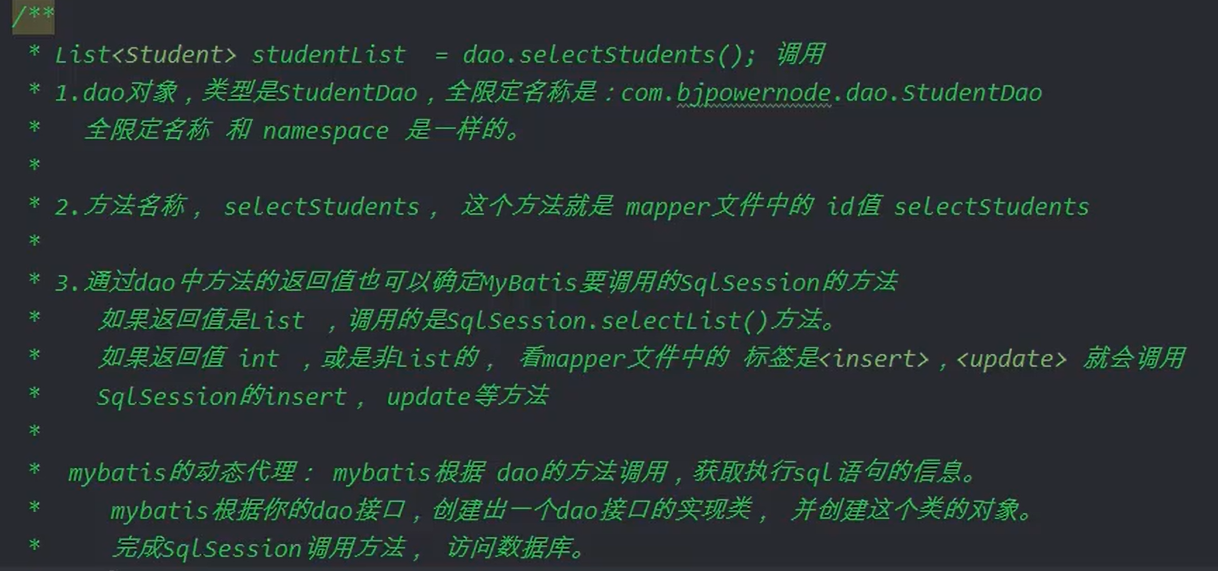 /**
* List<Student> studentList  = dao.selectStudents(); 调用
* 1.dao对象，类型是StudentDao，全限定名称是：com.bjpowernode.dao.StudentDao
*   全限定名称 和 namespace 是一样的。
*
* 2.方法名称， selectStudents， 这个方法就是 mapper文件中的 id值 selectStudents
*
* 3.通过dao中方法的返回值也可以确定MyBatis要调用的SqlSession的方法
*    如果返回值是List ，调用的是SqlSession.selectList()方法。
*    如果返回值 int ，或是非List的， 看mapper文件中的 标签是<insert>，<update> 就会调用
*    SqlSession的insert， update等方法
*
*  mybatis的动态代理： mybatis根据 dao的方法调用，获取执行sql语句的信息。
*     mybatis根据你的dao接口，创建出一个dao接口的实现类， 并创建这个类的对象。
*     完成SqlSession调用方法， 访问数据库。